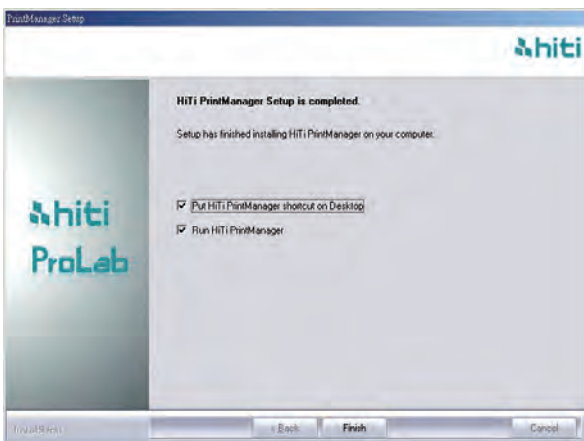 PrintManager Setup
hiti
HiTi PrintManager Setup is completed.
Setup has finished installing HiTi PrintManager on your computer.
hiti
ProLab
Put HiTi PrintManager shortcut on Desktop
Run HiTi PrintManager
InstallShield
< Back
Finish
Cancel